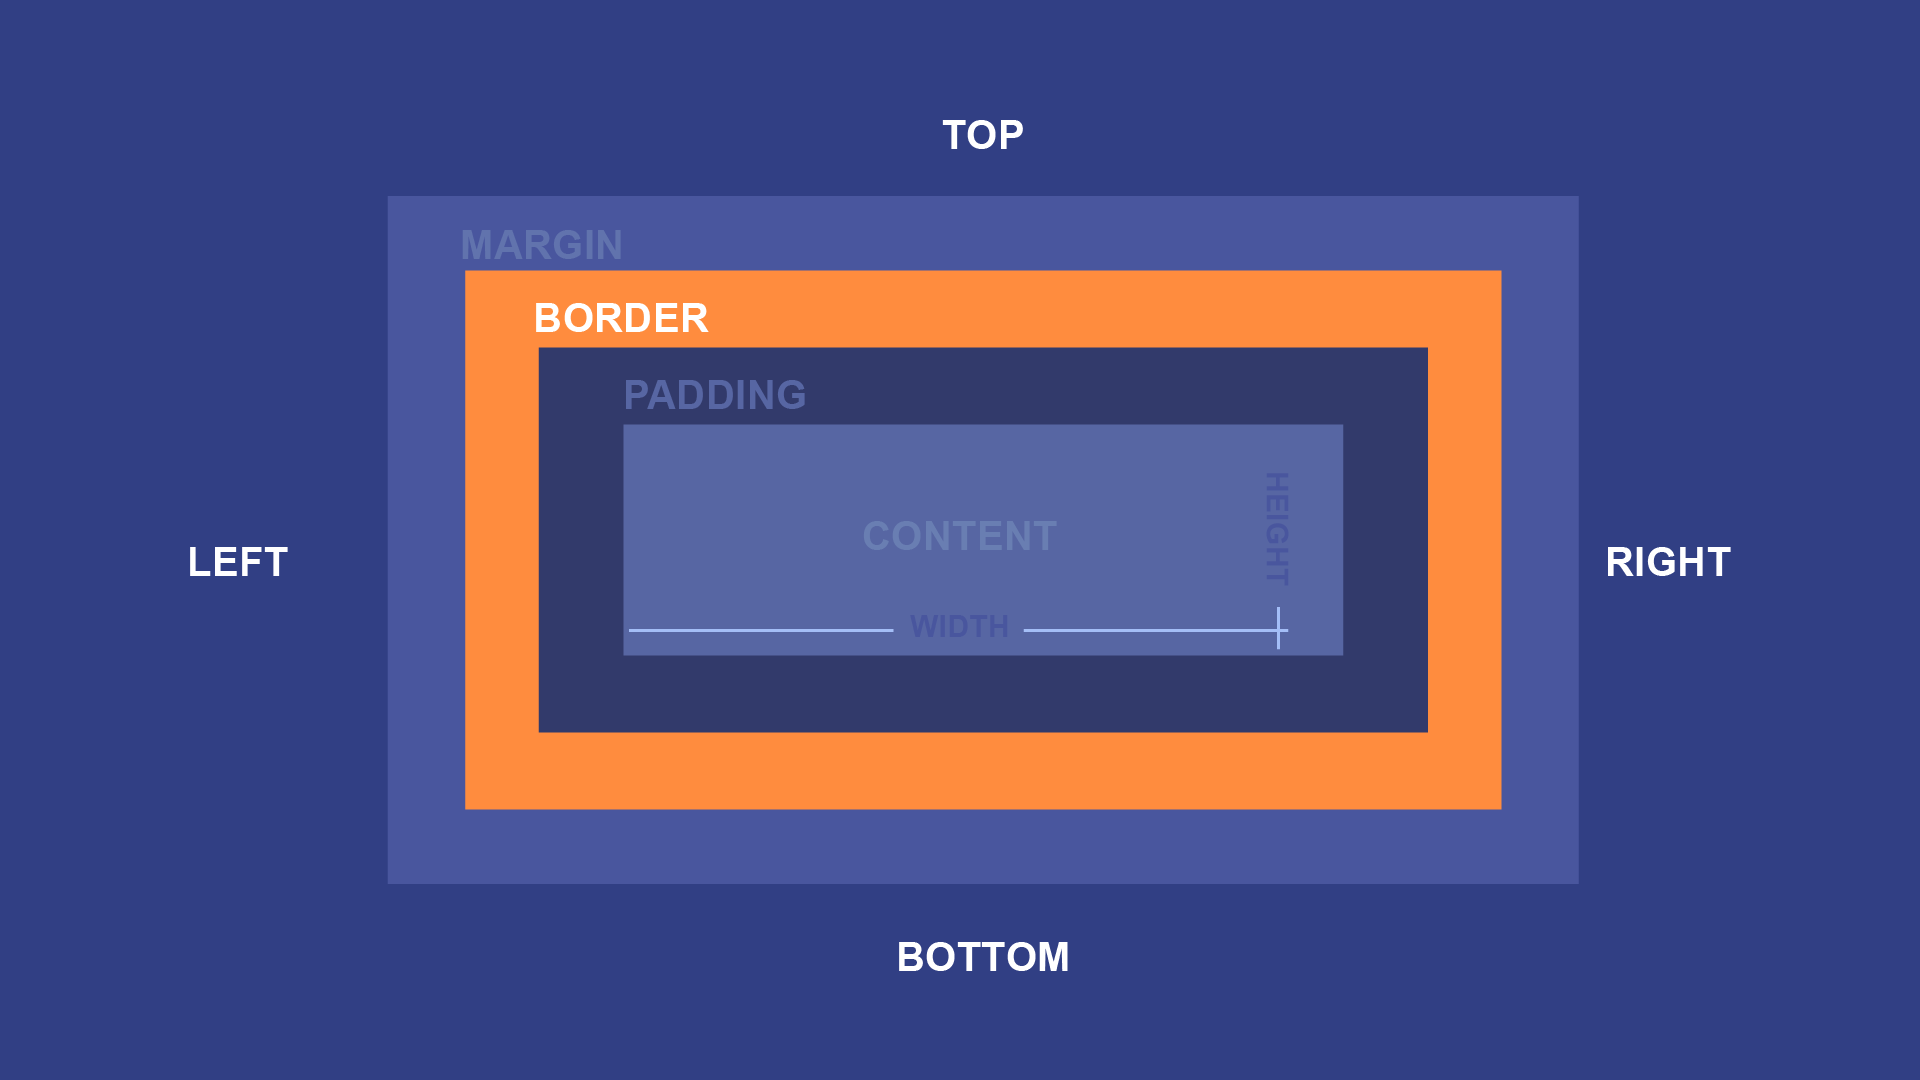 TOP
MARGIN
BORDER
PADDING
HEIGHT
CONTENT
LEFT
RIGHT
WIDTH
BOTTOM